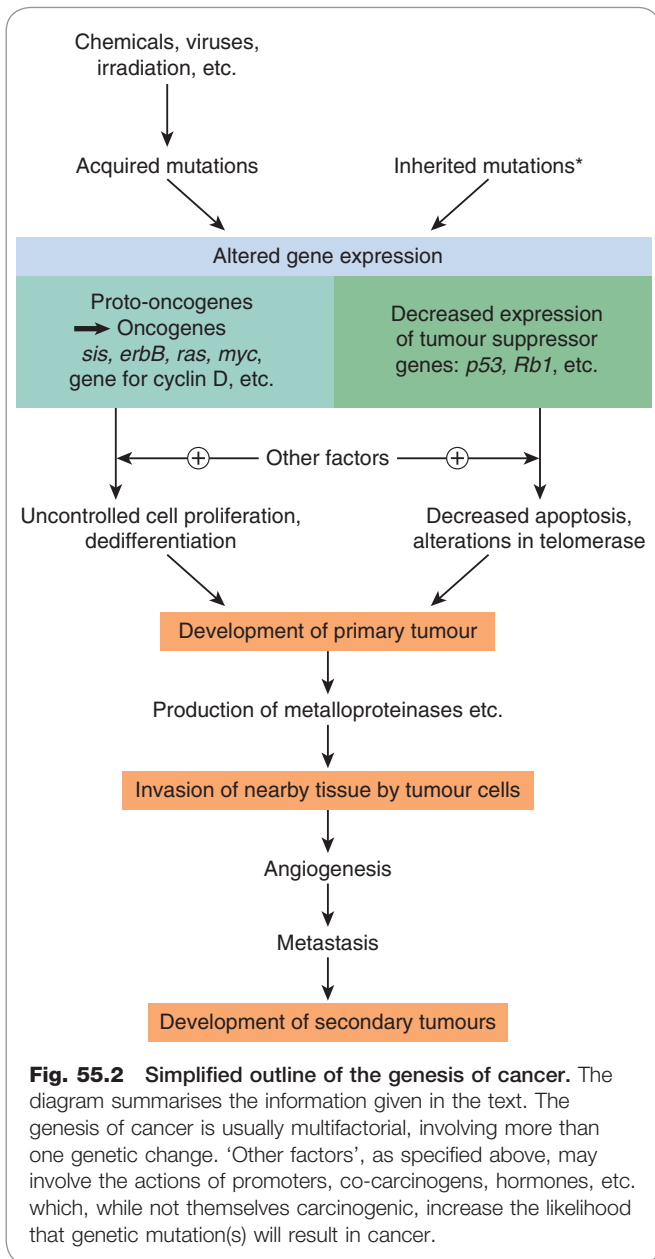 Chemicals, viruses,
irradiation, etc.
Acquired mutations
Inherited mutations*
Altered gene expression
Proto-oncogenes
→ Oncogenes
sis, erbB, ras, myc,
gene for cyclin D, etc.
Decreased expression
of tumour suppressor
genes: p53, Rb1, etc.
+ Other factors +
Uncontrolled cell proliferation,
dedifferentiation
Decreased apoptosis,
alterations in telomerase
Development of primary tumour
Production of metalloproteinases etc.
Invasion of nearby tissue by tumour cells
Angiogenesis
Metastasis
Development of secondary tumours
Fig. 55.2 Simplified outline of the genesis of cancer. The
diagram summarises the information given in the text. The
genesis of cancer is usually multifactorial, involving more than
one genetic change. ‘Other factors’, as specified above, may
involve the actions of promoters, co-carcinogens, hormones, etc.
which, while not themselves carcinogenic, increase the likelihood
that genetic mutation(s) will result in cancer.